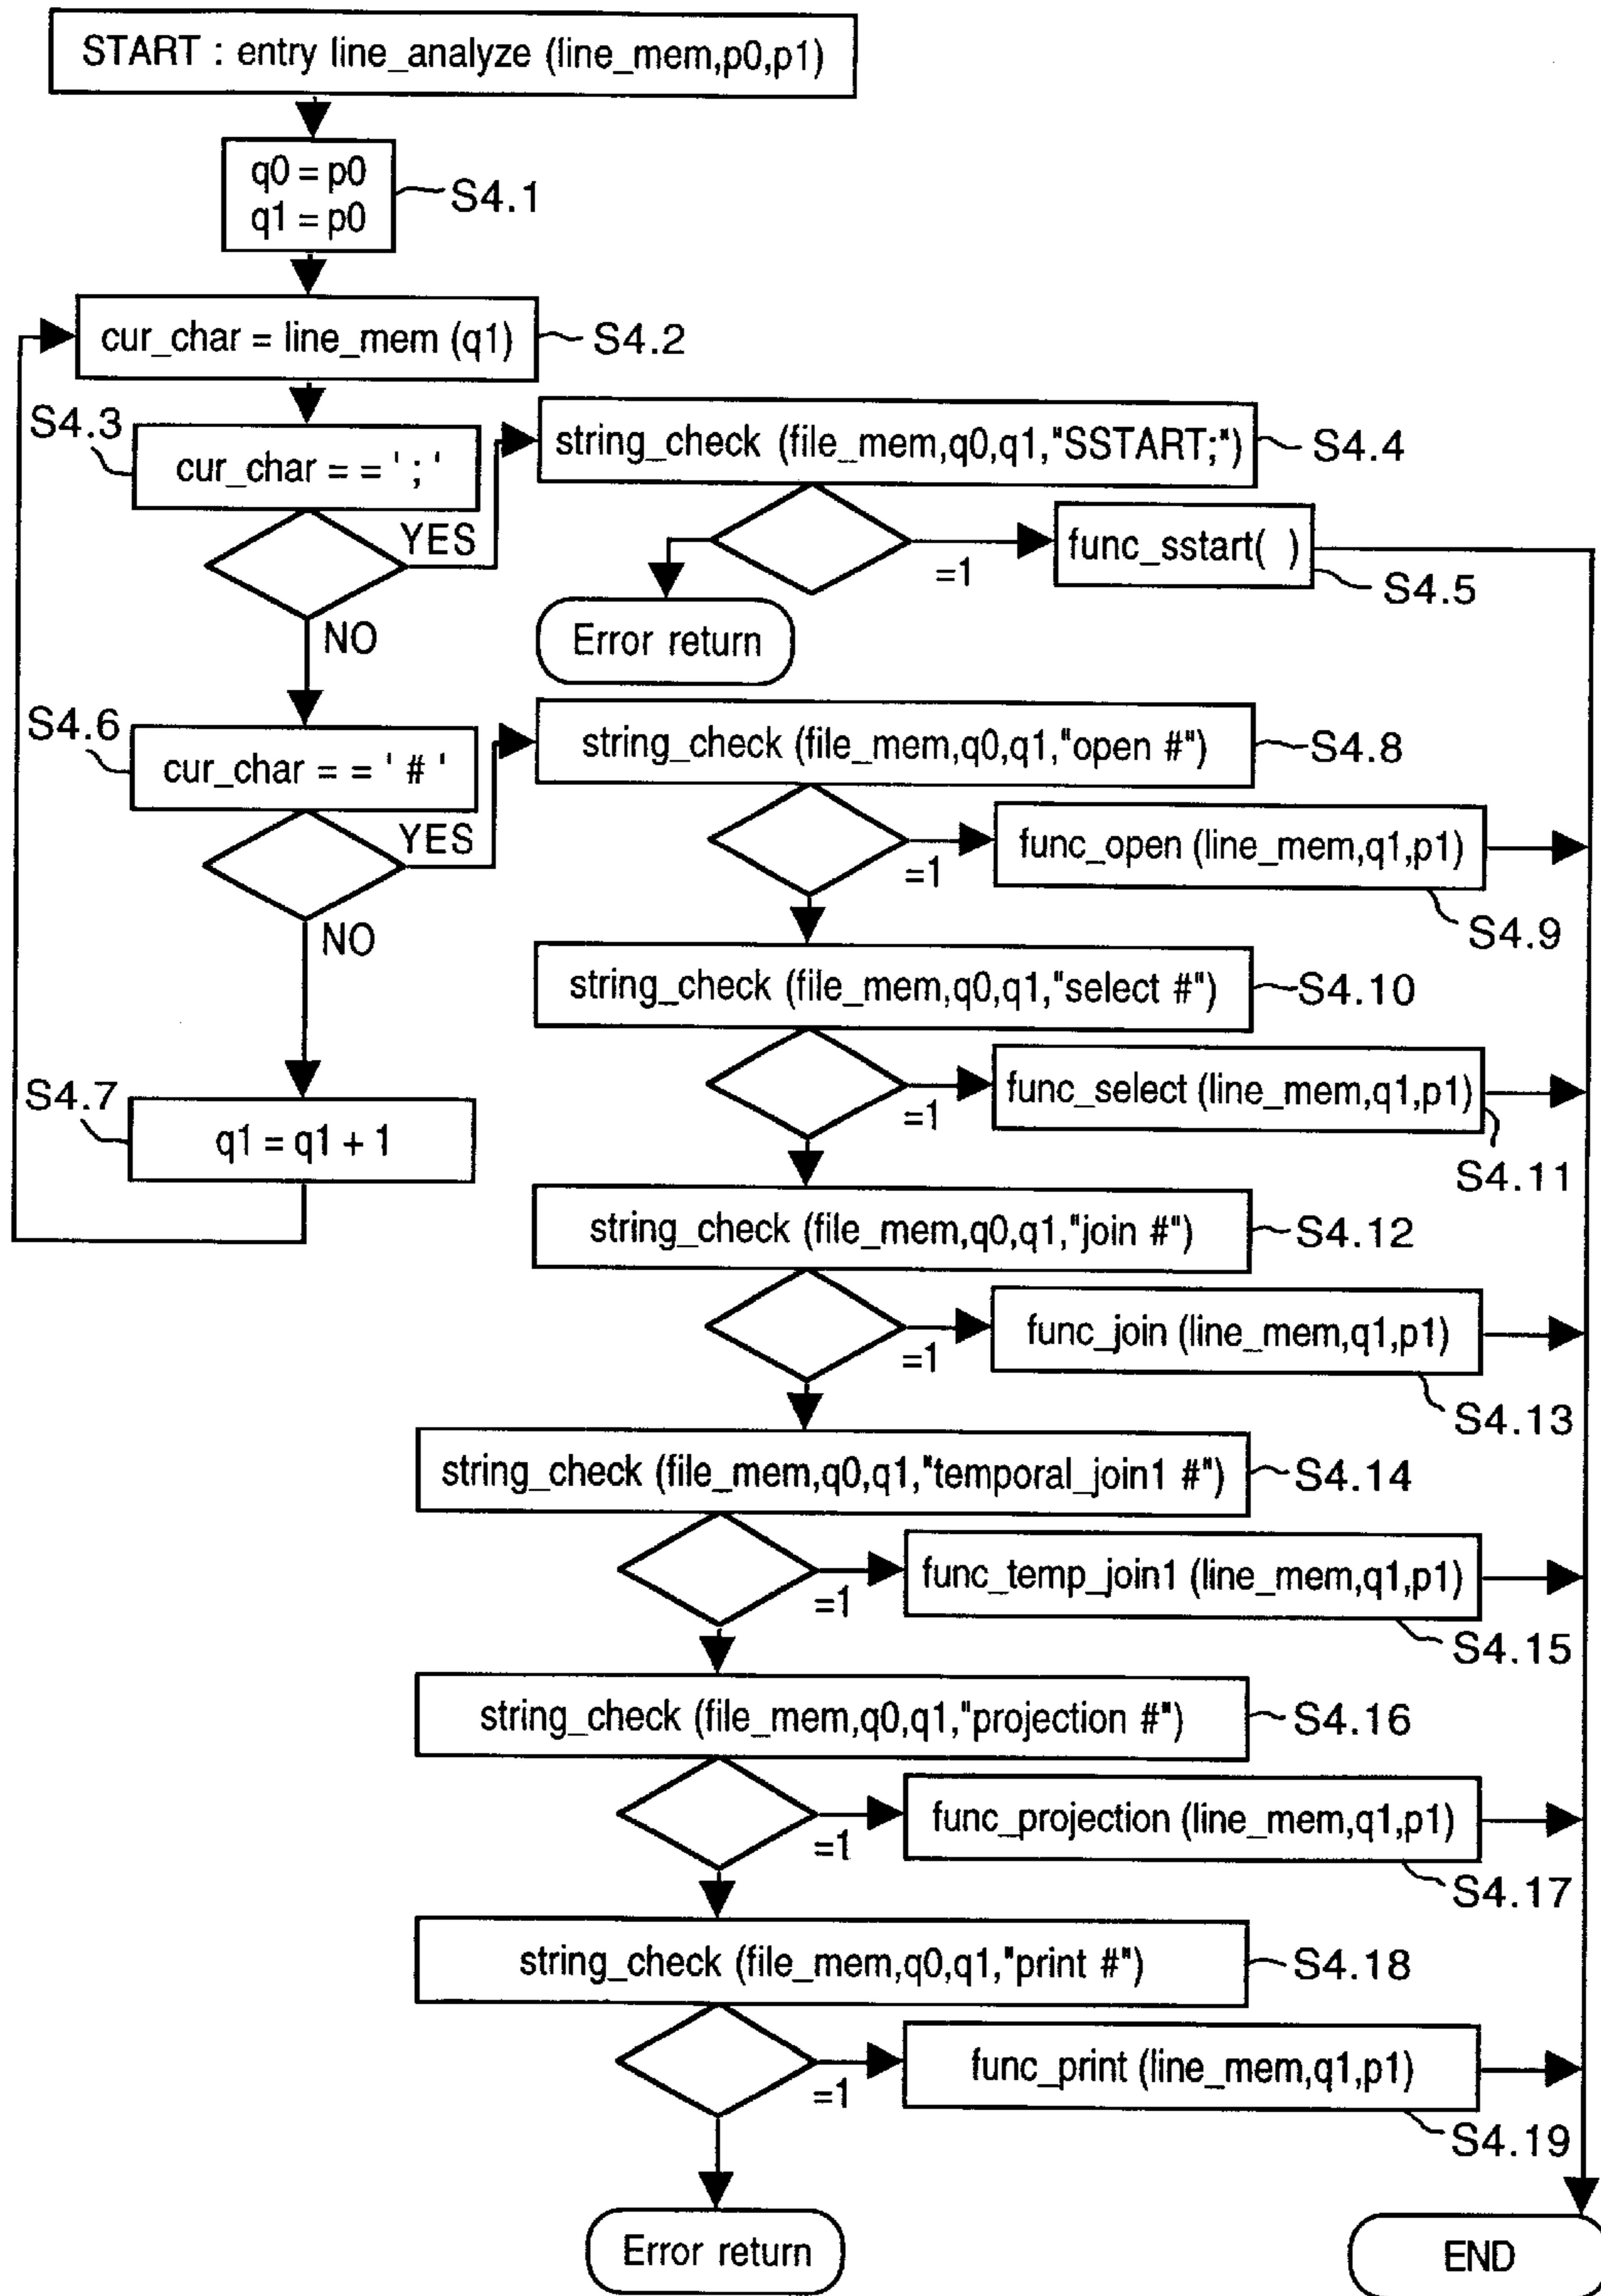 START : entry line_analyze (line_mem,p0,p1)
q0 = p0
q1 = p0
S4.1
cur_char = line_mem (q1)
S4.2
S4.3
cur_char = = ' ; '
YES
NO
string_check (file_mem,q0,q1,"SSTART;")
S4.4
=1
func_sstart( )
S4.5
Error return
S4.6
cur_char = = ' # '
YES
NO
S4.7
q1 = q1 + 1
string_check (file_mem,q0,q1,"open #")
S4.8
=1
func_open (line_mem,q1,p1)
S4.9
string_check (file_mem,q0,q1,"select #")
S4.10
=1
func_select (line_mem,q1,p1)
S4.11
string_check (file_mem,q0,q1,"join #")
S4.12
=1
func_join (line_mem,q1,p1)
S4.13
string_check (file_mem,q0,q1,"temporal_join1 #")
S4.14
=1
func_temp_join1 (line_mem,q1,p1)
S4.15
string_check (file_mem,q0,q1,"projection #")
S4.16
=1
func_projection (line_mem,q1,p1)
S4.17
string_check (file_mem,q0,q1,"print #")
S4.18
=1
func_print (line_mem,q1,p1)
S4.19
Error return
END